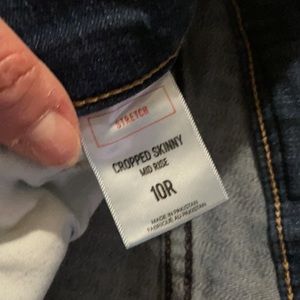 STRETCH
CROPPED SKINNY
MID RISE
10R
MADE IN PAKISTAN
FABRIQUÉ AU PAKISTAN